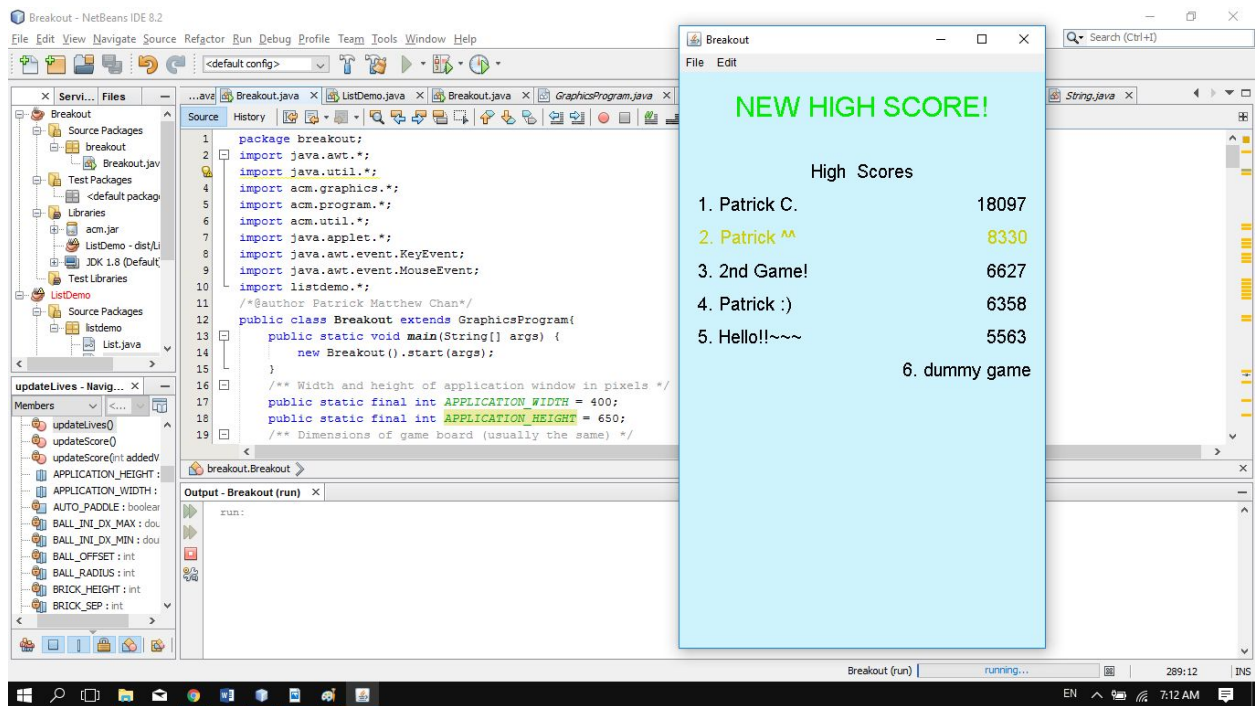 Breakout - NetBeans IDE 8.2
File Edit View Navigate Source Refactor Run Debug Profile Team Tools Window Help
Search (Ctrl+I)
<default config>
Servi... Files
...ava Breakout.java ListDemo.java Breakout.java GraphicsProgram.java String.java
Source History
Breakout
Source Packages
breakout
Breakout.jav
Test Packages
<default packag
Libraries
acm.jar
ListDemo - dist/Li
JDK 1.8 (Default
Test Libraries
ListDemo
Source Packages
listdemo
List.java
updateLives - Navig...
Members <...
updateLives()
updateScore()
updateScore(int addedV
APPLICATION_HEIGHT :
APPLICATION_WIDTH :
AUTO_PADDLE : boolear
BALL_INI_DX_MAX : dou
BALL_INI_DX_MIN : dou
BALL_OFFSET : int
BALL_RADIUS : int
BRICK_HEIGHT : int
BRICK_SEP : int
1 package breakout;
2 import java.awt.*;
import java.util.*;
4 import acm.graphics.*;
5 import acm.program.*;
6 import acm.util.*;
7 import java.applet.*;
8 import java.awt.event.KeyEvent;
9 import java.awt.event.MouseEvent;
10 import listdemo.*;
11 /*@author Patrick Matthew Chan*/
12 public class Breakout extends GraphicsProgram{
13 public static void main(String[] args) {
14 new Breakout().start(args);
15 }
16 /** Width and height of application window in pixels */
17 public static final int APPLICATION_WIDTH = 400;
18 public static final int APPLICATION_HEIGHT = 650;
19 /** Dimensions of game board (usually the same) */
breakout.Breakout
Output - Breakout (run)
run:
Breakout
File Edit
NEW HIGH SCORE!
High Scores
1. Patrick C. 18097
2. Patrick ^^ 8330
3. 2nd Game! 6627
4. Patrick :) 6358
5. Hello!!~~~ 5563
6. dummy game
Breakout (run) running... 289:12 INS
EN 7:12 AM